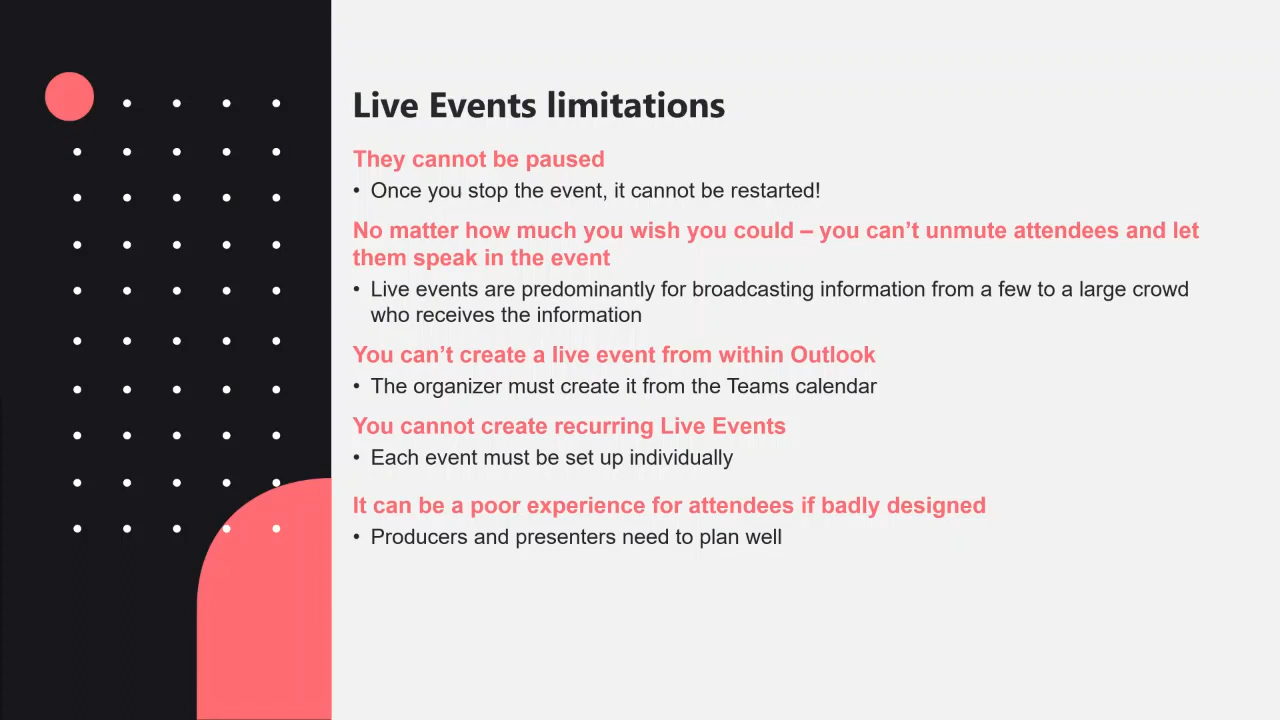 Live Events limitations
They cannot be paused
• Once you stop the event, it cannot be restarted!
No matter how much you wish you could – you can’t unmute attendees and let
them speak in the event
• Live events are predominantly for broadcasting information from a few to a large crowd
who receives the information
You can’t create a live event from within Outlook
• The organizer must create it from the Teams calendar
You cannot create recurring Live Events
• Each event must be set up individually
It can be a poor experience for attendees if badly designed
• Producers and presenters need to plan well